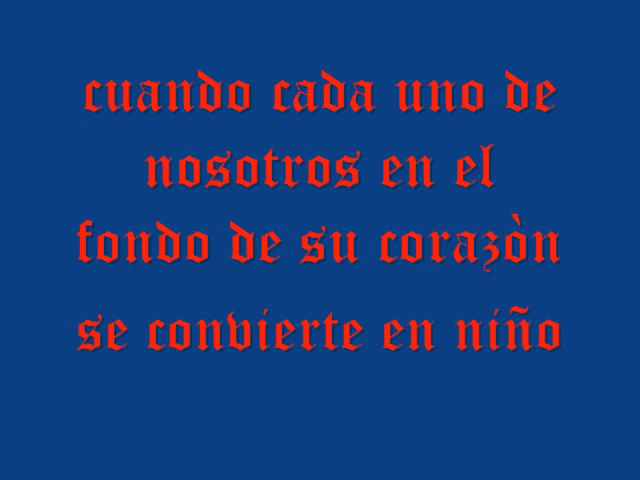 cuando cada uno de
nosotros en el
fondo de su corazòn
se convierte en niño